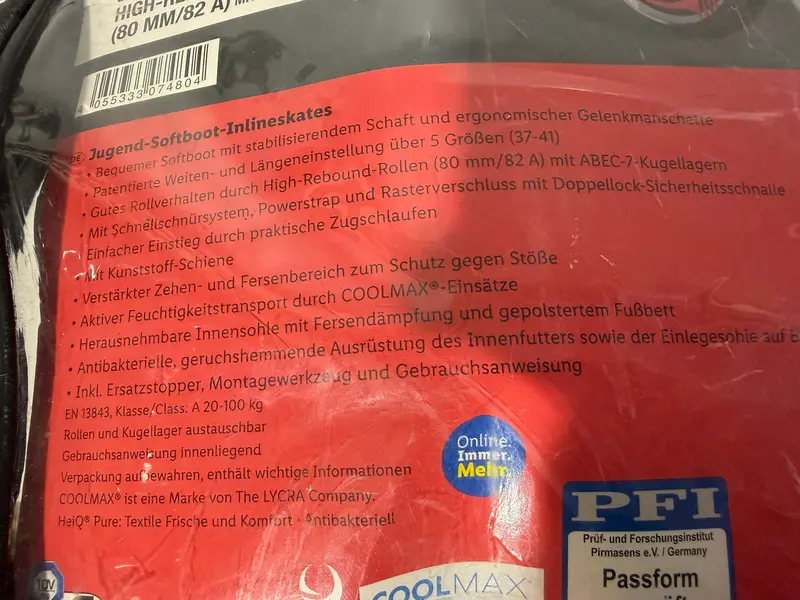 (80 MM/82 A)
4 055333 074804
DE Jugend-Softboot-Inlineskates
• Bequemer Softboot mit stabilisierendem Schaft und ergonomischer Gelenkmanschette
• Patentierte Weiten- und Längeneinstellung über 5 Größen (37-41)
• Gutes Rollverhalten durch High-Rebound-Rollen (80 mm/82 A) mit ABEC-7-Kugellagern
• Mit Schnellschnürsystem, Powerstrap und Rasterverschluss mit Doppellock-Sicherheitsschnalle
Einfacher Einstieg durch praktische Zugschlaufen
• Mit Kunststoff-Schiene
• Verstärkter Zehen- und Fersenbereich zum Schutz gegen Stöße
• Aktiver Feuchtigkeitstransport durch COOLMAX®-Einsätze
• Herausnehmbare Innensohle mit Fersendämpfung und gepolstertem Fußbett
• Antibakterielle, geruchshemmende Ausrüstung des Innenfutters sowie der Einlegesohle auf
• Inkl. Ersatzstopper, Montagewerkzeug und Gebrauchsanweisung
EN 13843, Klasse/Class: A 20-100 kg
Rollen und Kugellager austauschbar
Gebrauchsanweisung innenliegend
Verpackung aufbewahren, enthält wichtige Informationen
COOLMAX® ist eine Marke von The LYCRA Company.
HeiQ® Pure: Textile Frische und Komfort · Antibakteriell
Online.
Immer.
Mehr.
PFI
Prüf- und Forschungsinstitut
Pirmasens e.V. / Germany
Passform
COOLMAX